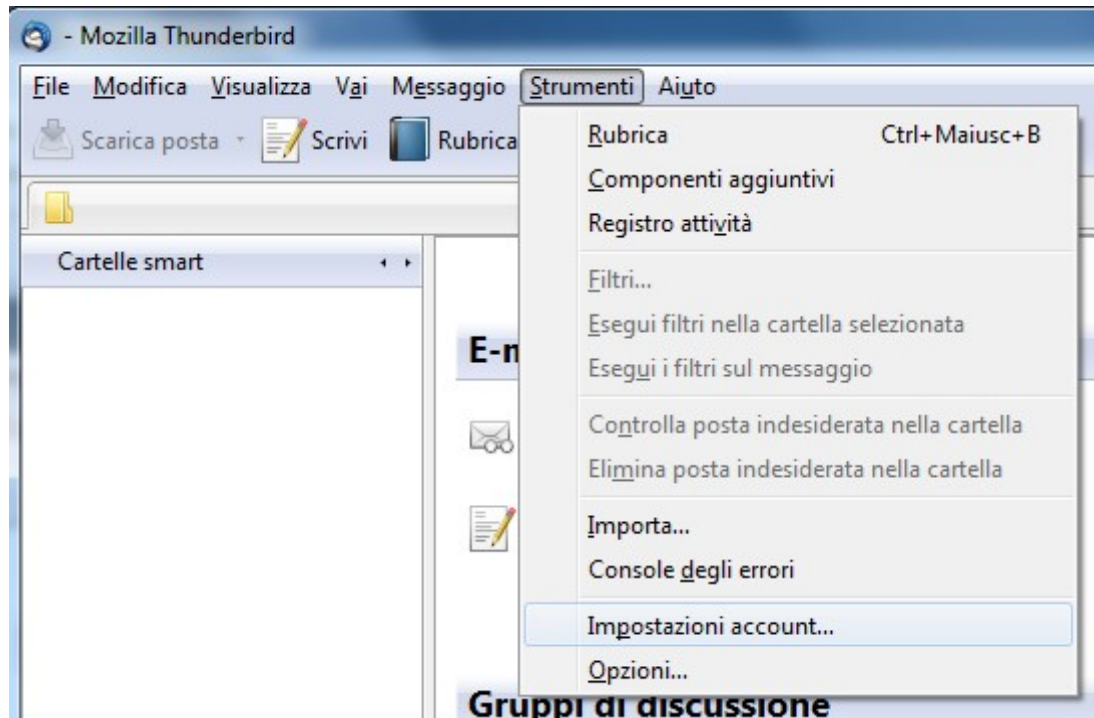 - Mozilla Thunderbird
File Modifica Visualizza Vai Messaggio Strumenti Aiuto
Scarica posta Scrivi Rubrica
Cartelle smart
Rubrica Ctrl+Maiusc+B
Componenti aggiuntivi
Registro attività
Filtri...
Esegui filtri nella cartella selezionata
Esegui i filtri sul messaggio
Controlla posta indesiderata nella cartella
Elimina posta indesiderata nella cartella
Importa...
Console degli errori
Impostazioni account...
Opzioni...
Gruppi di discussione